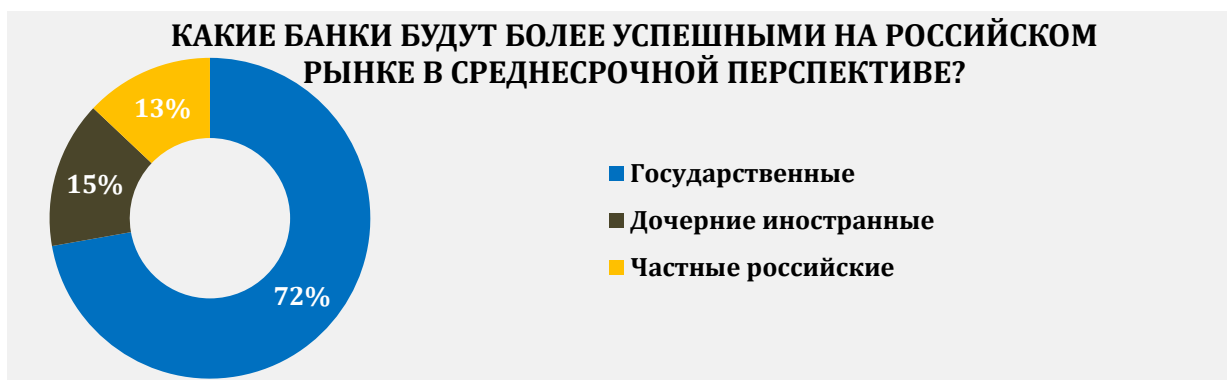 КАКИЕ БАНКИ БУДУТ БОЛЕЕ УСПЕШНЫМИ НА РОССИЙСКОМ
РЫНКЕ В СРЕДНЕСРОЧНОЙ ПЕРСПЕКТИВЕ?
13%
15%
72%
Государственные
Дочерние иностранные
Частные российские